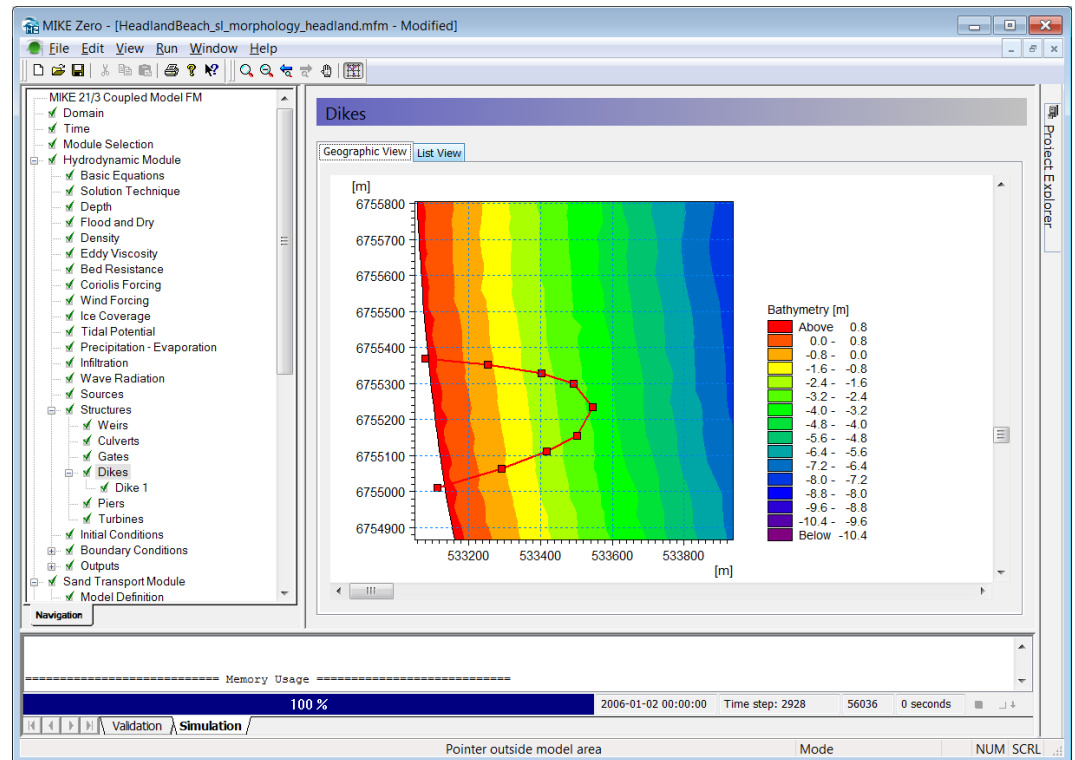 MIKE Zero - [HeadlandBeach_sl_morphology_headland.mfm - Modified]
File Edit View Run Window Help
MIKE 21/3 Coupled Model FM
Domain
Time
Module Selection
Hydrodynamic Module
Basic Equations
Solution Technique
Depth
Flood and Dry
Density
Eddy Viscosity
Bed Resistance
Coriolis Forcing
Wind Forcing
Ice Coverage
Tidal Potential
Precipitation - Evaporation
Infiltration
Wave Radiation
Sources
Structures
Weirs
Culverts
Gates
Dikes
Dike 1
Piers
Turbines
Initial Conditions
Boundary Conditions
Outputs
Sand Transport Module
Model Definition
Navigation
Dikes
Geographic View List View
[m]
6755800
6755700
6755600
6755500
6755400
6755300
6755200
6755100
6755000
6754900
533200 533400 533600 533800
[m]
Bathymetry [m]
Above 0.8
0.0 - 0.8
-0.8 - 0.0
-1.6 - -0.8
-2.4 - -1.6
-3.2 - -2.4
-4.0 - -3.2
-4.8 - -4.0
-5.6 - -4.8
-6.4 - -5.6
-7.2 - -6.4
-8.0 - -7.2
-8.8 - -8.0
-9.6 - -8.8
-10.4 - -9.6
Below -10.4
Project Explorer
============================ Memory Usage ============================
100 % 2006-01-02 00:00:00 Time step: 2928 56036 0 seconds
Validation Simulation
Pointer outside model area Mode NUM SCRL